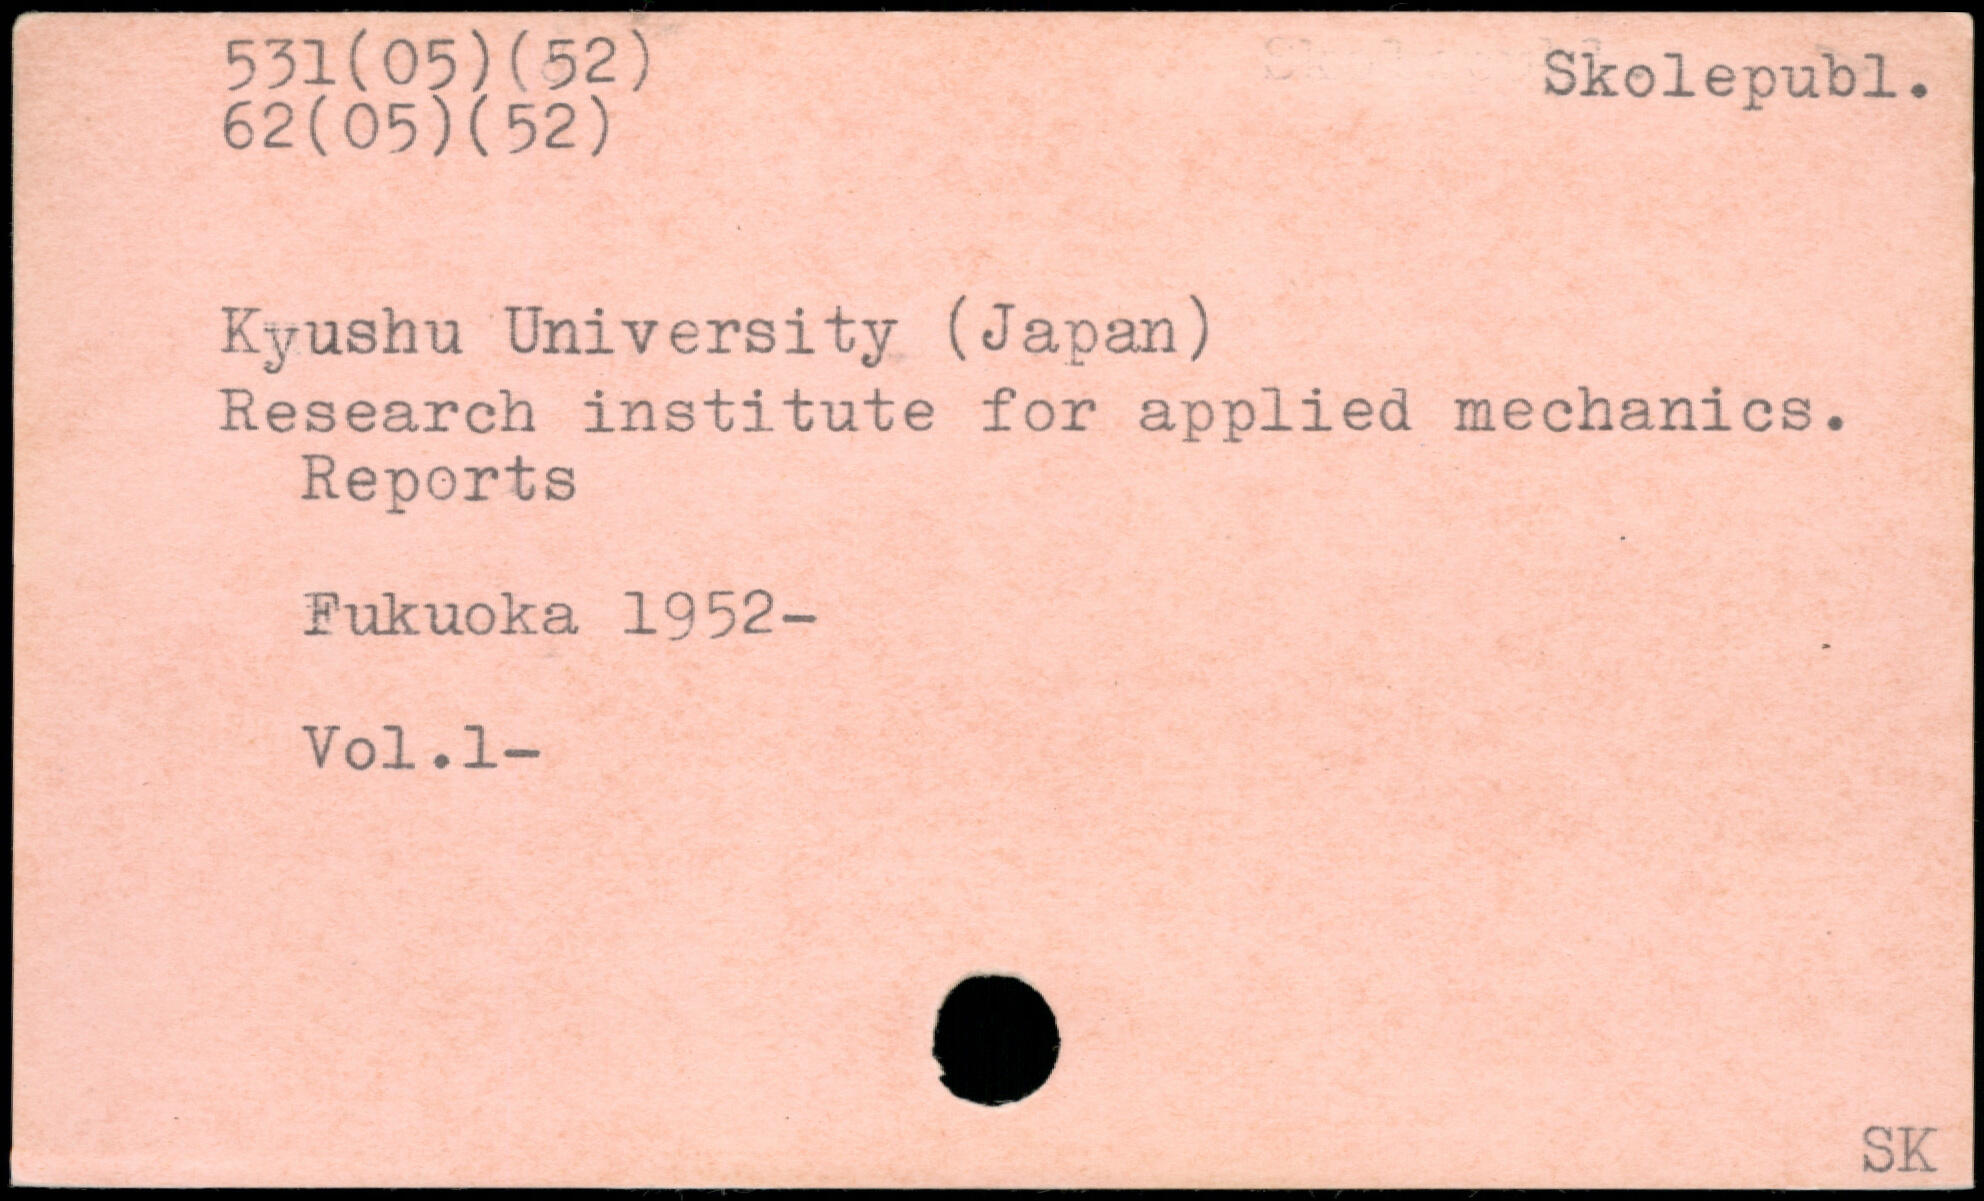 531(05)(52)
Skolepubl.
62(05)(52)
Kyushu University (Japan)
Research institute for applied mechanics.
Reports
Fukuoka 1952-
Vol.1-
SK